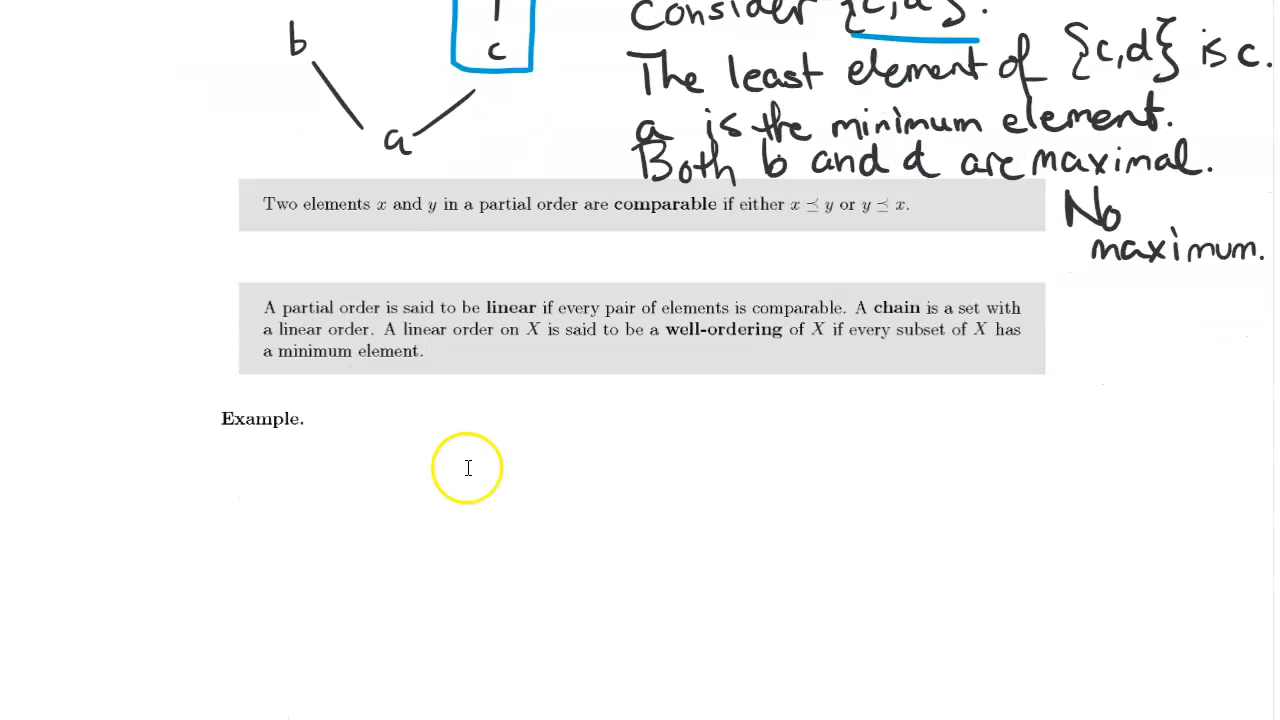 Consider {c,d}.
The least element of {c,d} is c.
a is the minimum element.
Both b and d are maximal.
No
maximum.
b
c
a
Two elements x and y in a partial order are comparable if either x ⪯ y or y ⪯ x.
A partial order is said to be linear if every pair of elements is comparable. A chain is a set with
a linear order. A linear order on X is said to be a well-ordering of X if every subset of X has
a minimum element.
Example.